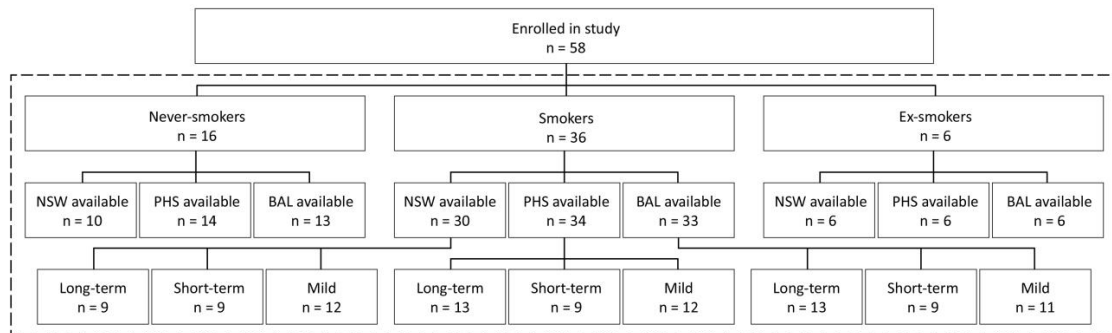 Enrolled in study
n = 58
Never-smokers
n = 16
Smokers
n = 36
Ex-smokers
n = 6
NSW available
n = 10
PHS available
n = 14
BAL available
n = 13
NSW available
n = 30
PHS available
n = 34
BAL available
n = 33
NSW available
n = 6
PHS available
n = 6
BAL available
n = 6
Long-term
n = 9
Short-term
n = 9
Mild
n = 12
Long-term
n = 13
Short-term
n = 9
Mild
n = 12
Long-term
n = 13
Short-term
n = 9
Mild
n = 11